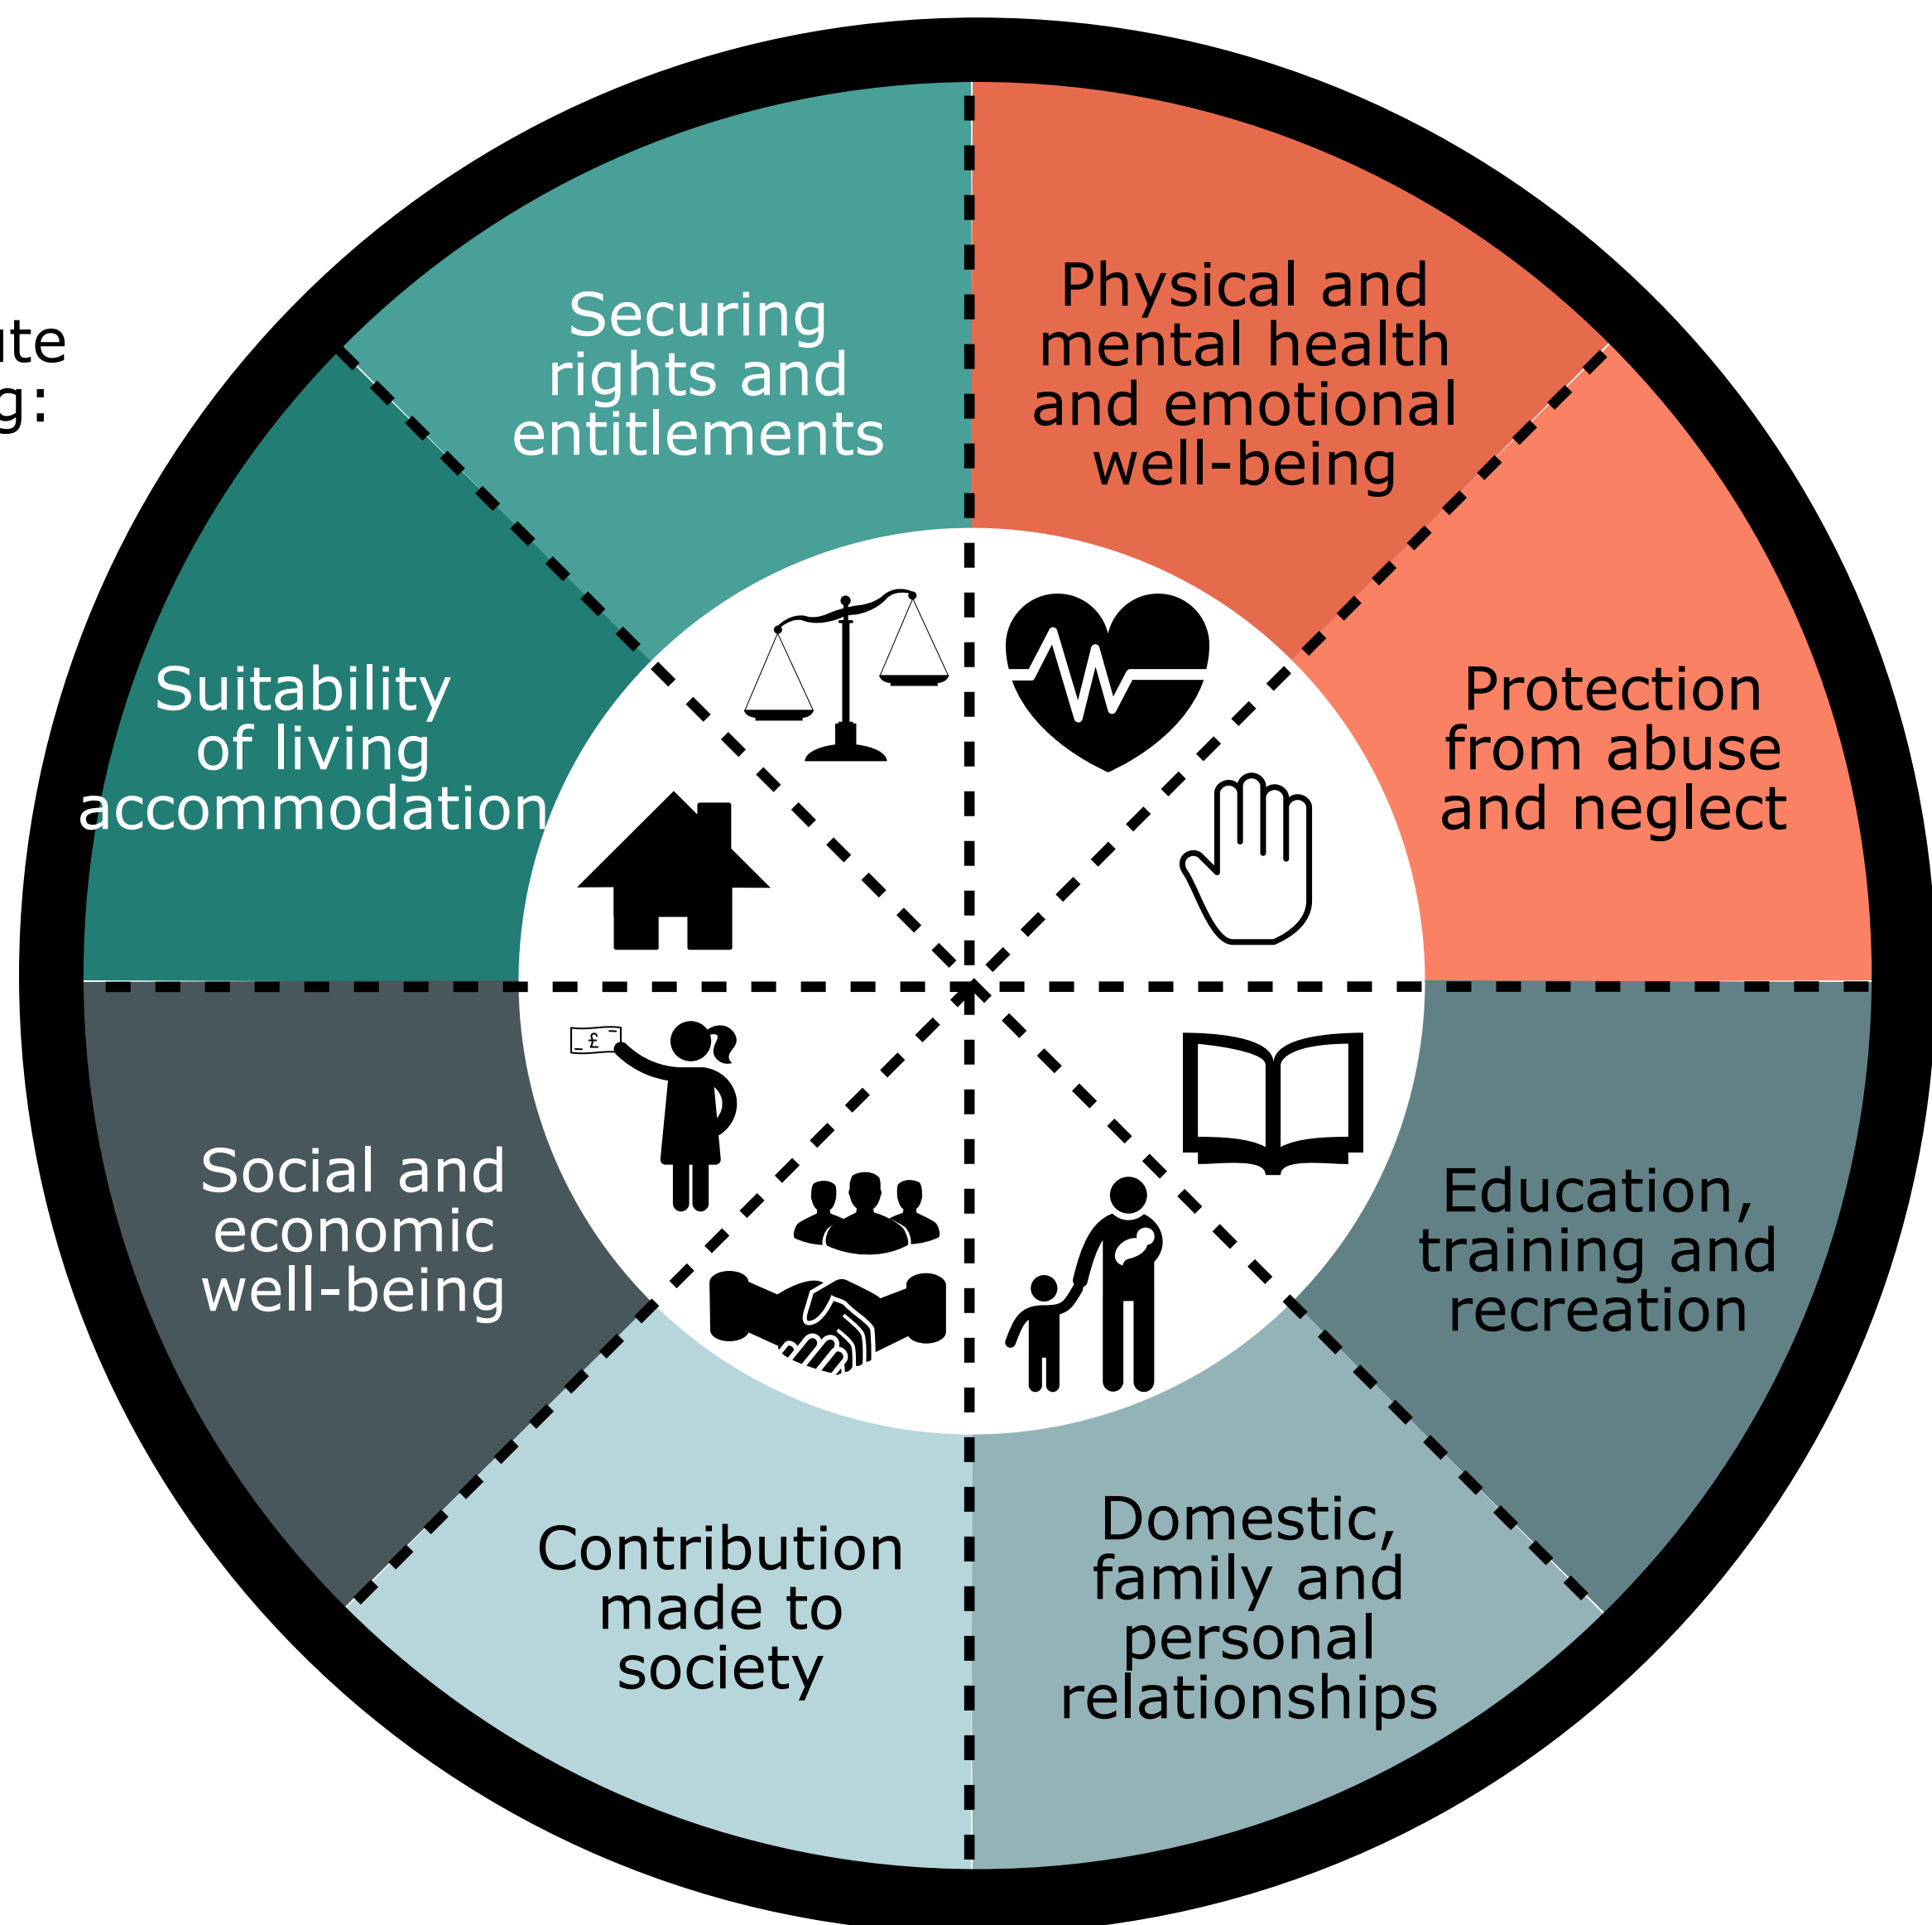 g:
Securing
rights and
entitlements
Physical and
mental health
and emotional
well-being
Suitability
of living
accommodation
Protection
from abuse
and neglect
£
Social and
economic
well-being
Education,
training and
recreation
Contribution
made to
society
Domestic,
family and
personal
relationships